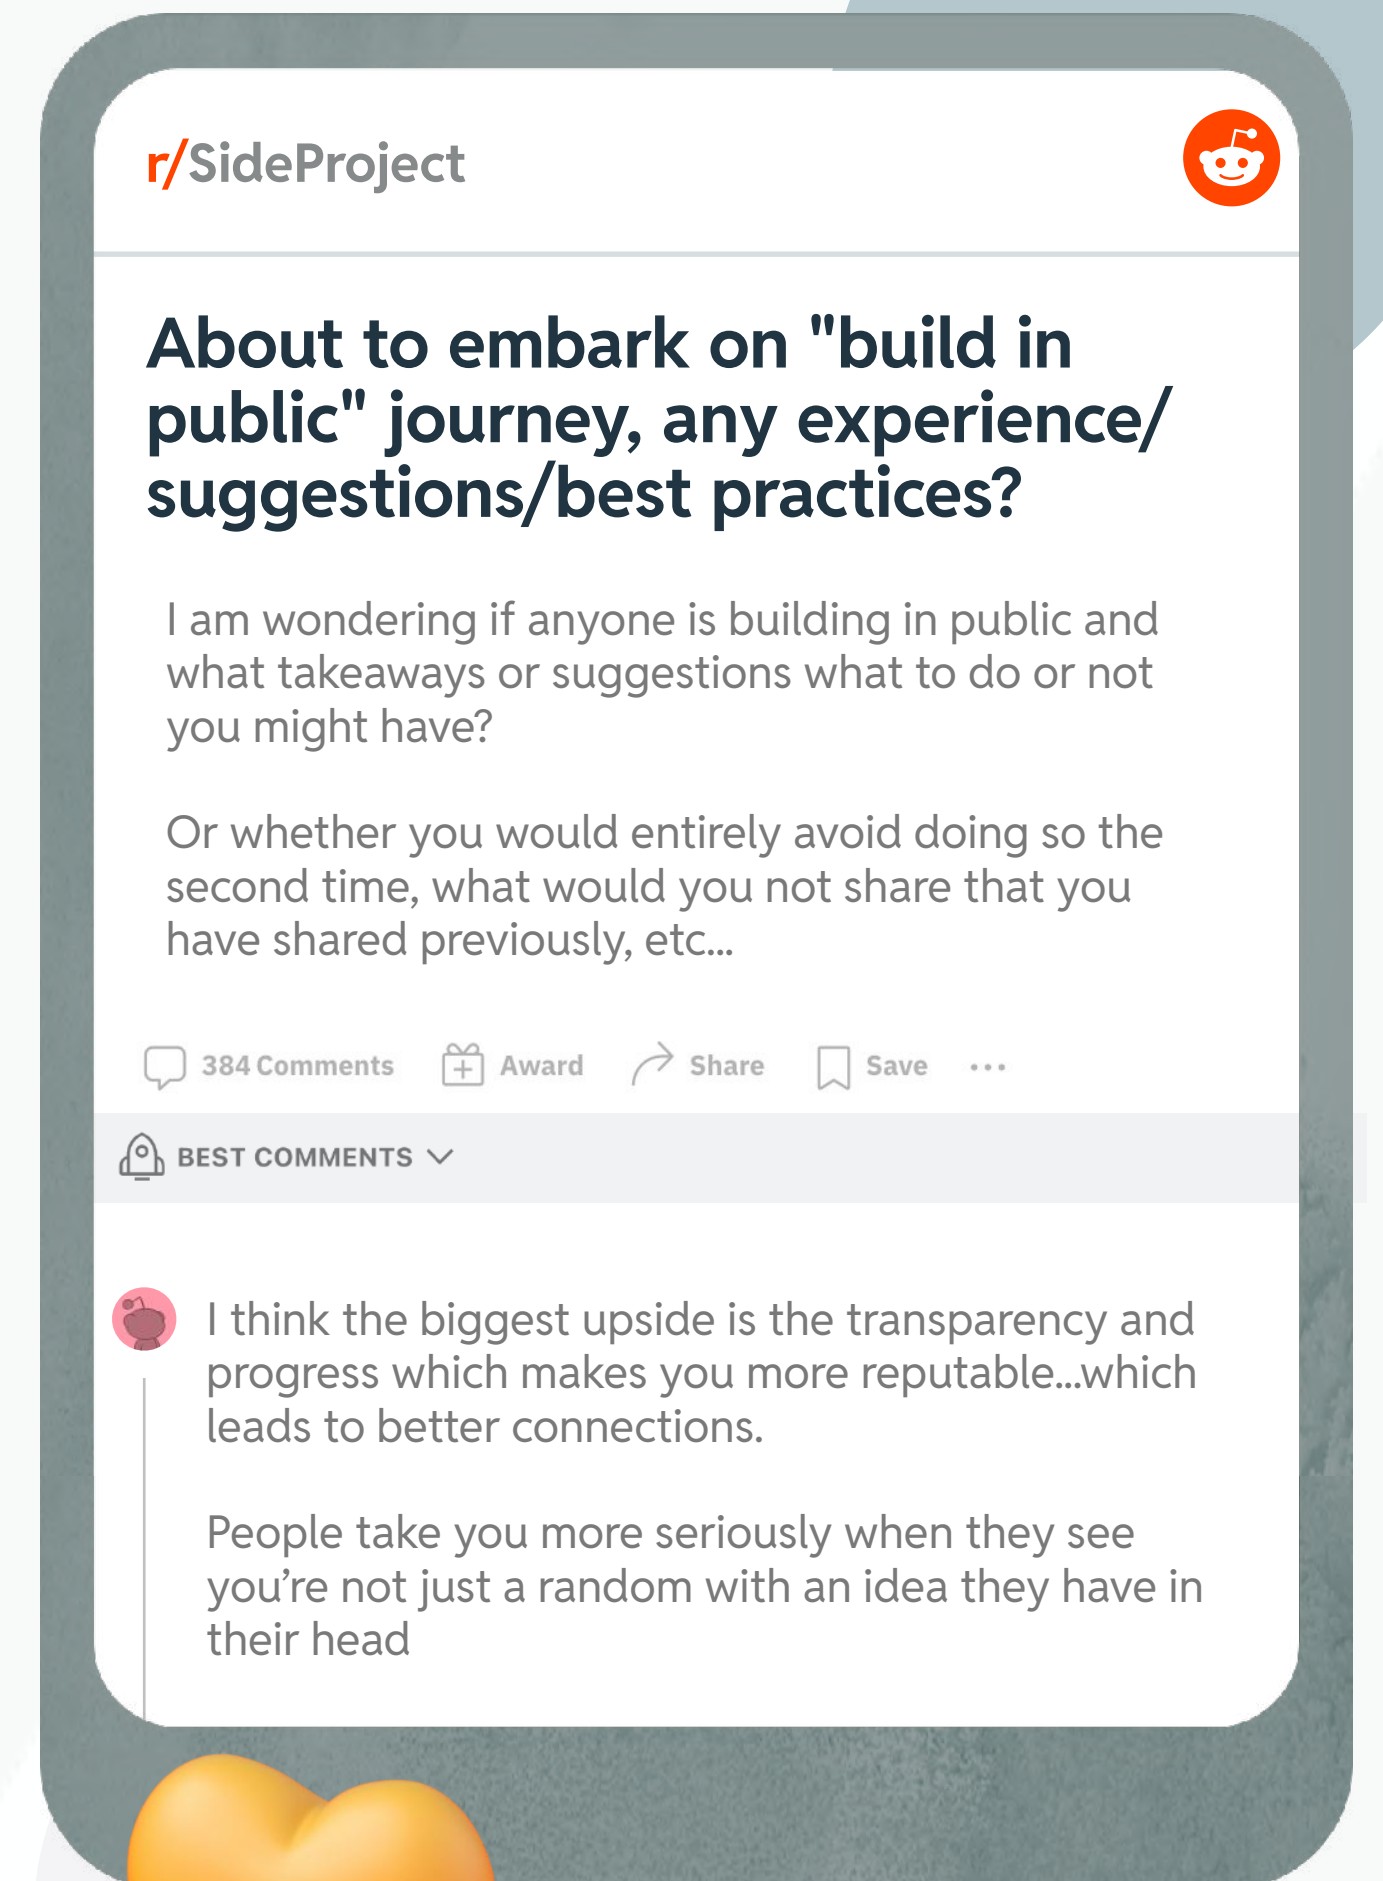 r/SideProject
About to embark on "build in
public" journey, any experience/
suggestions/best practices?
I am wondering if anyone is building in public and
what takeaways or suggestions what to do or not
you might have?
Or whether you would entirely avoid doing so the
second time, what would you not share that you
have shared previously, etc...
384 Comments Award Share Save ...
BEST COMMENTS
I think the biggest upside is the transparency and
progress which makes you more reputable...which
leads to better connections.
People take you more seriously when they see
you’re not just a random with an idea they have in
their head